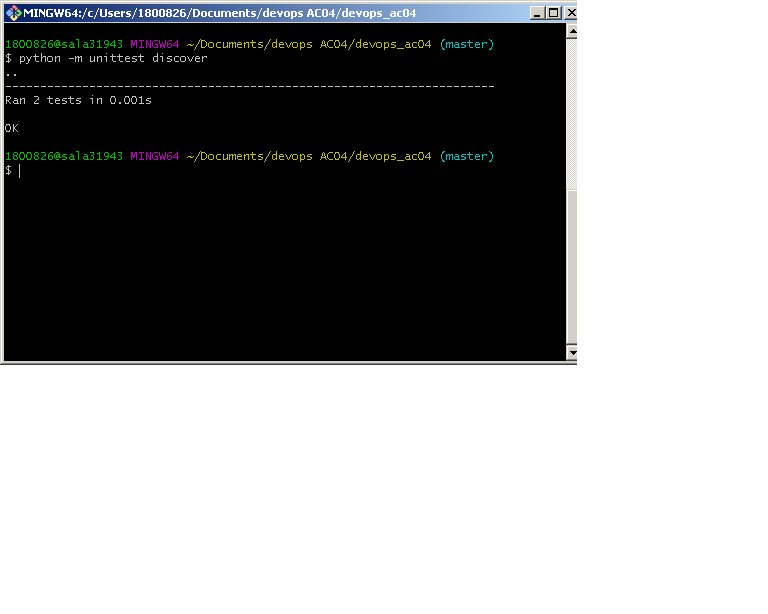 MINGW64:/c/Users/1800826/Documents/devops AC04/devops_ac04
1800826@sala31943 MINGW64 ~/Documents/devops AC04/devops_ac04 (master)
$ python -m unittest discover
..
----------------------------------------------------------------------
Ran 2 tests in 0.001s
OK
1800826@sala31943 MINGW64 ~/Documents/devops AC04/devops_ac04 (master)
$